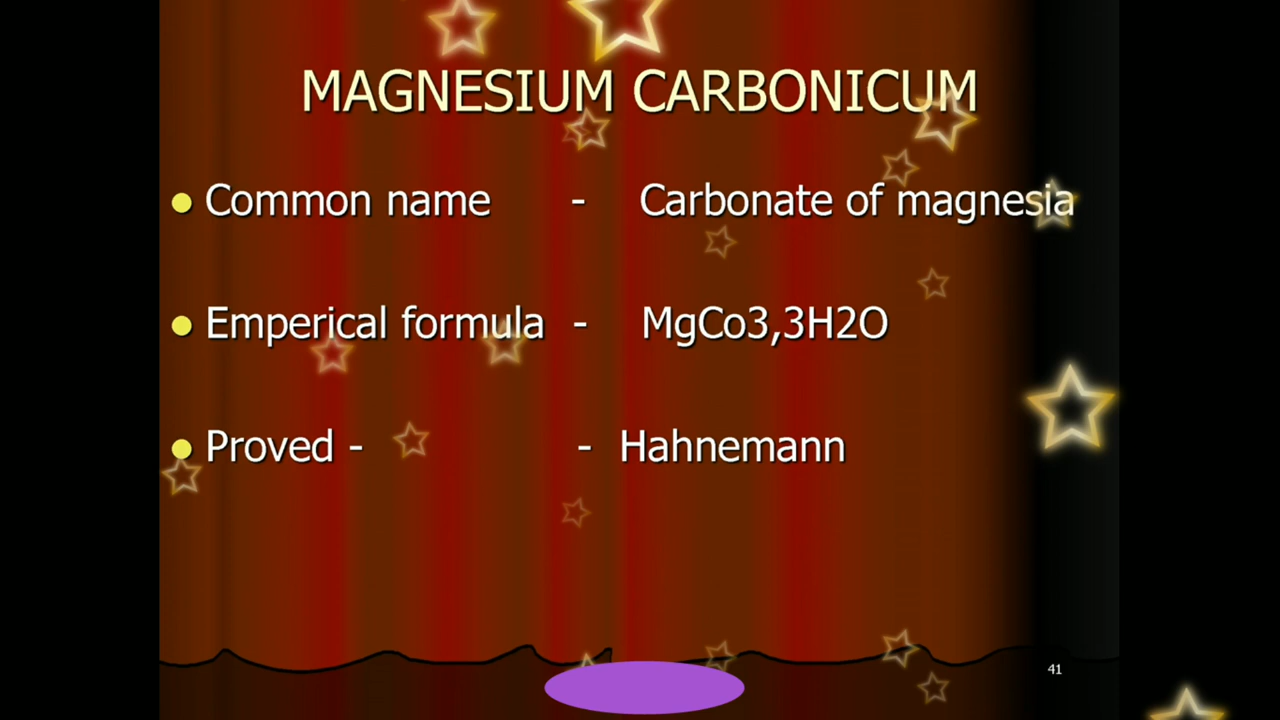 MAGNESIUM CARBONICUM
Common name - Carbonate of magnesia
Emperical formula - MgCo3,3H2O
Proved - - Hahnemann
41